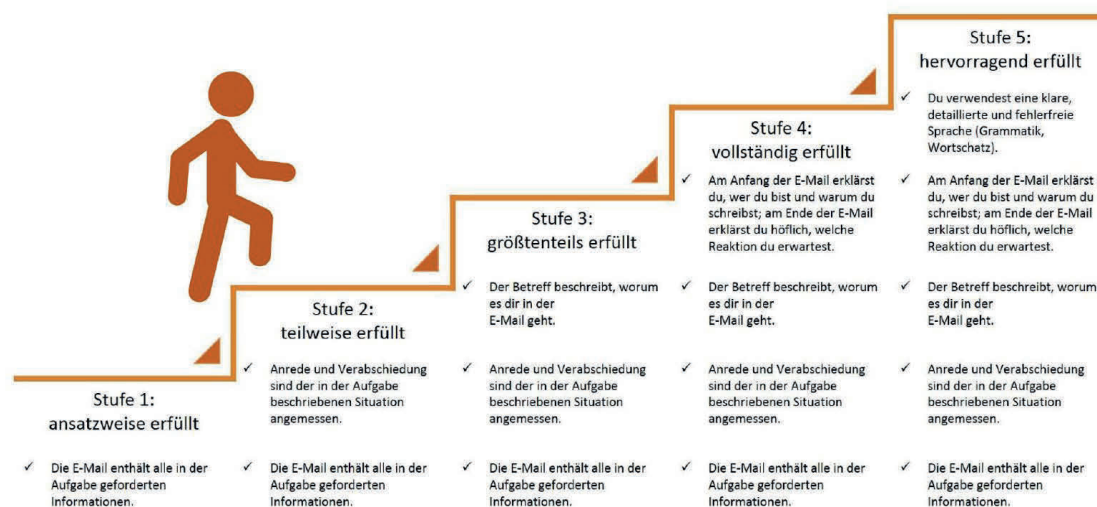 Stufe 1:
ansatzweise erfüllt
✓ Die E-Mail enthält alle in der
Aufgabe geforderten
Informationen.
Stufe 2:
teilweise erfüllt
✓ Anrede und Verabschiedung
sind der in der Aufgabe
beschriebenen Situation
angemessen.
✓ Die E-Mail enthält alle in der
Aufgabe geforderten
Informationen.
Stufe 3:
größtenteils erfüllt
✓ Der Betreff beschreibt, worum
es dir in der
E-Mail geht.
✓ Anrede und Verabschiedung
sind der in der Aufgabe
beschriebenen Situation
angemessen.
✓ Die E-Mail enthält alle in der
Aufgabe geforderten
Informationen.
Stufe 4:
vollständig erfüllt
✓ Am Anfang der E-Mail erklärst
du, wer du bist und warum du
schreibst; am Ende der E-Mail
erklärst du höflich, welche
Reaktion du erwartest.
✓ Der Betreff beschreibt, worum
es dir in der
E-Mail geht.
✓ Anrede und Verabschiedung
sind der in der Aufgabe
beschriebenen Situation
angemessen.
✓ Die E-Mail enthält alle in der
Aufgabe geforderten
Informationen.
Stufe 5:
hervorragend erfüllt
✓ Du verwendest eine klare,
detaillierte und fehlerfreie
Sprache (Grammatik,
Wortschatz).
✓ Am Anfang der E-Mail erklärst
du, wer du bist und warum du
schreibst; am Ende der E-Mail
erklärst du höflich, welche
Reaktion du erwartest.
✓ Der Betreff beschreibt, worum
es dir in der
E-Mail geht.
✓ Anrede und Verabschiedung
sind der in der Aufgabe
beschriebenen Situation
angemessen.
✓ Die E-Mail enthält alle in der
Aufgabe geforderten
Informationen.